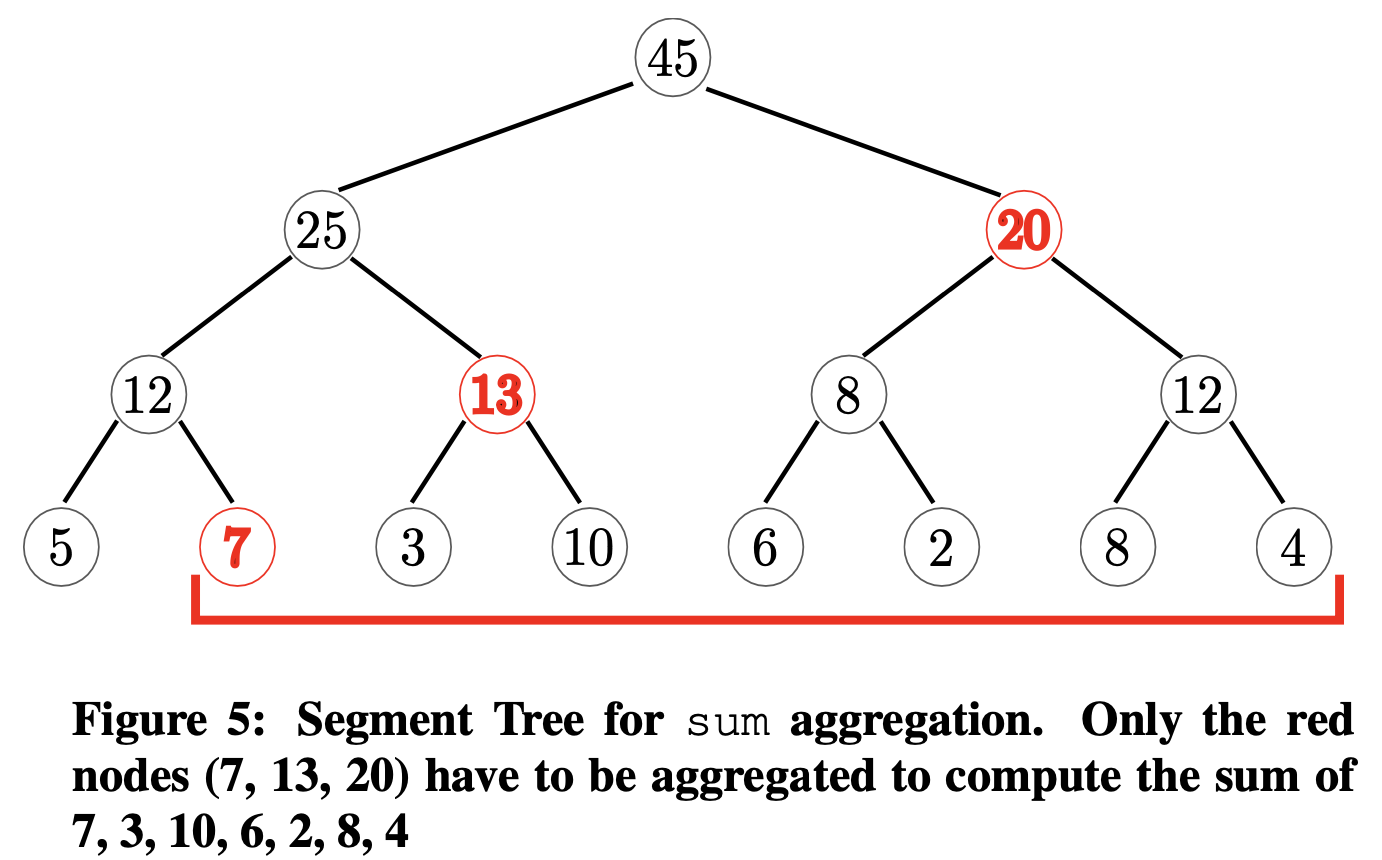 45
25 20
12 13 8 12
5 7 3 10 6 2 8 4
Figure 5: Segment Tree for sum aggregation. Only the red
nodes (7, 13, 20) have to be aggregated to compute the sum of
7, 3, 10, 6, 2, 8, 4